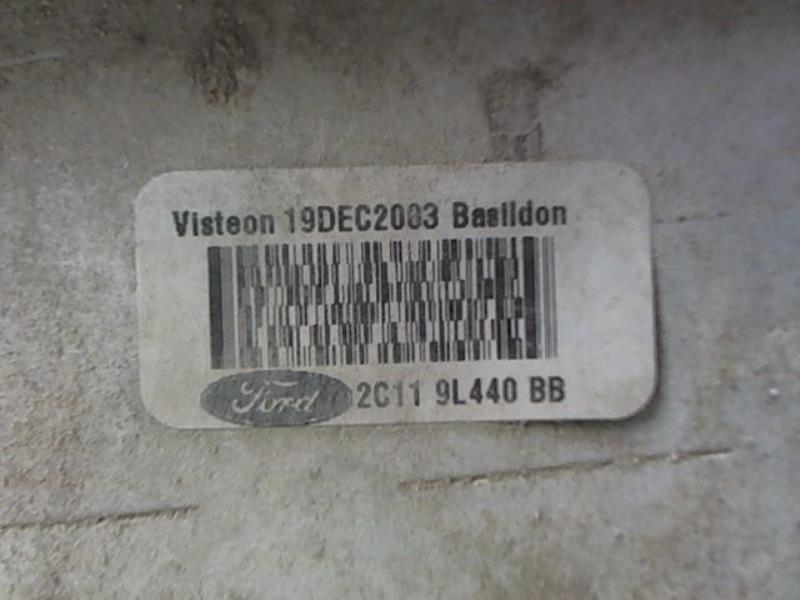 Visteon 19DEC2003 Basildon
Ford 2C11 9L440 BB